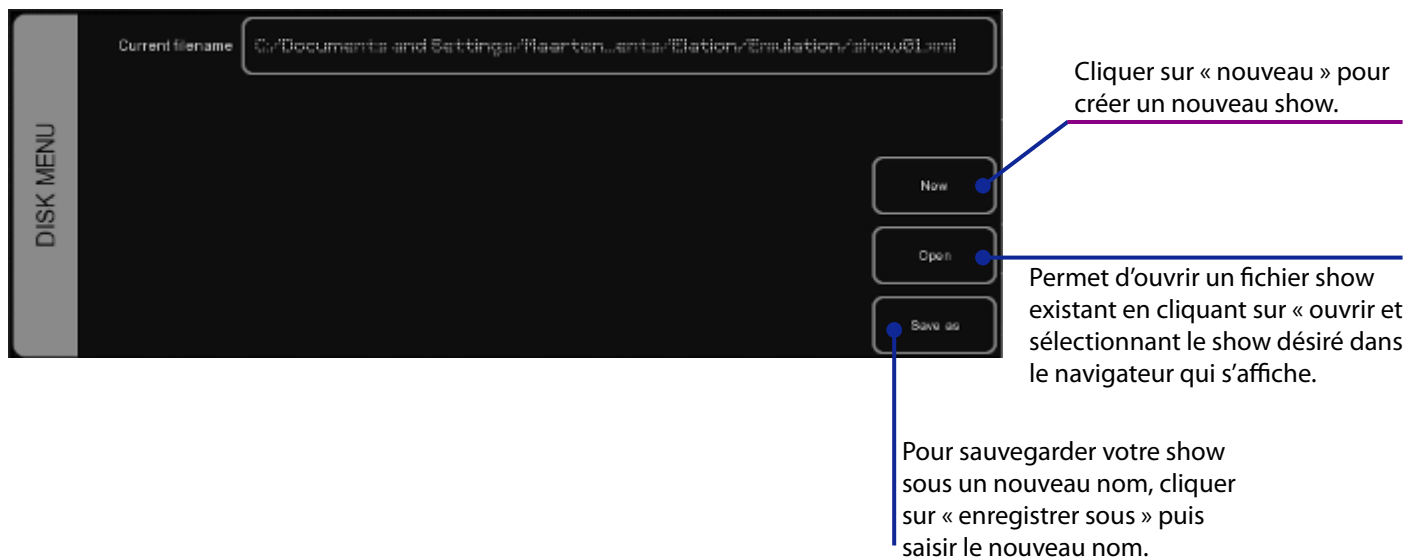 Current filename
C:/Documents and Settings/Maarten...ents/Elation/Emulation/show01.xml
DISK MENU
New
Open
Save as
Cliquer sur « nouveau » pour
créer un nouveau show.
Permet d’ouvrir un fichier show
existant en cliquant sur « ouvrir et
sélectionnant le show désiré dans
le navigateur qui s’affiche.
Pour sauvegarder votre show
sous un nouveau nom, cliquer
sur « enregistrer sous » puis
saisir le nouveau nom.